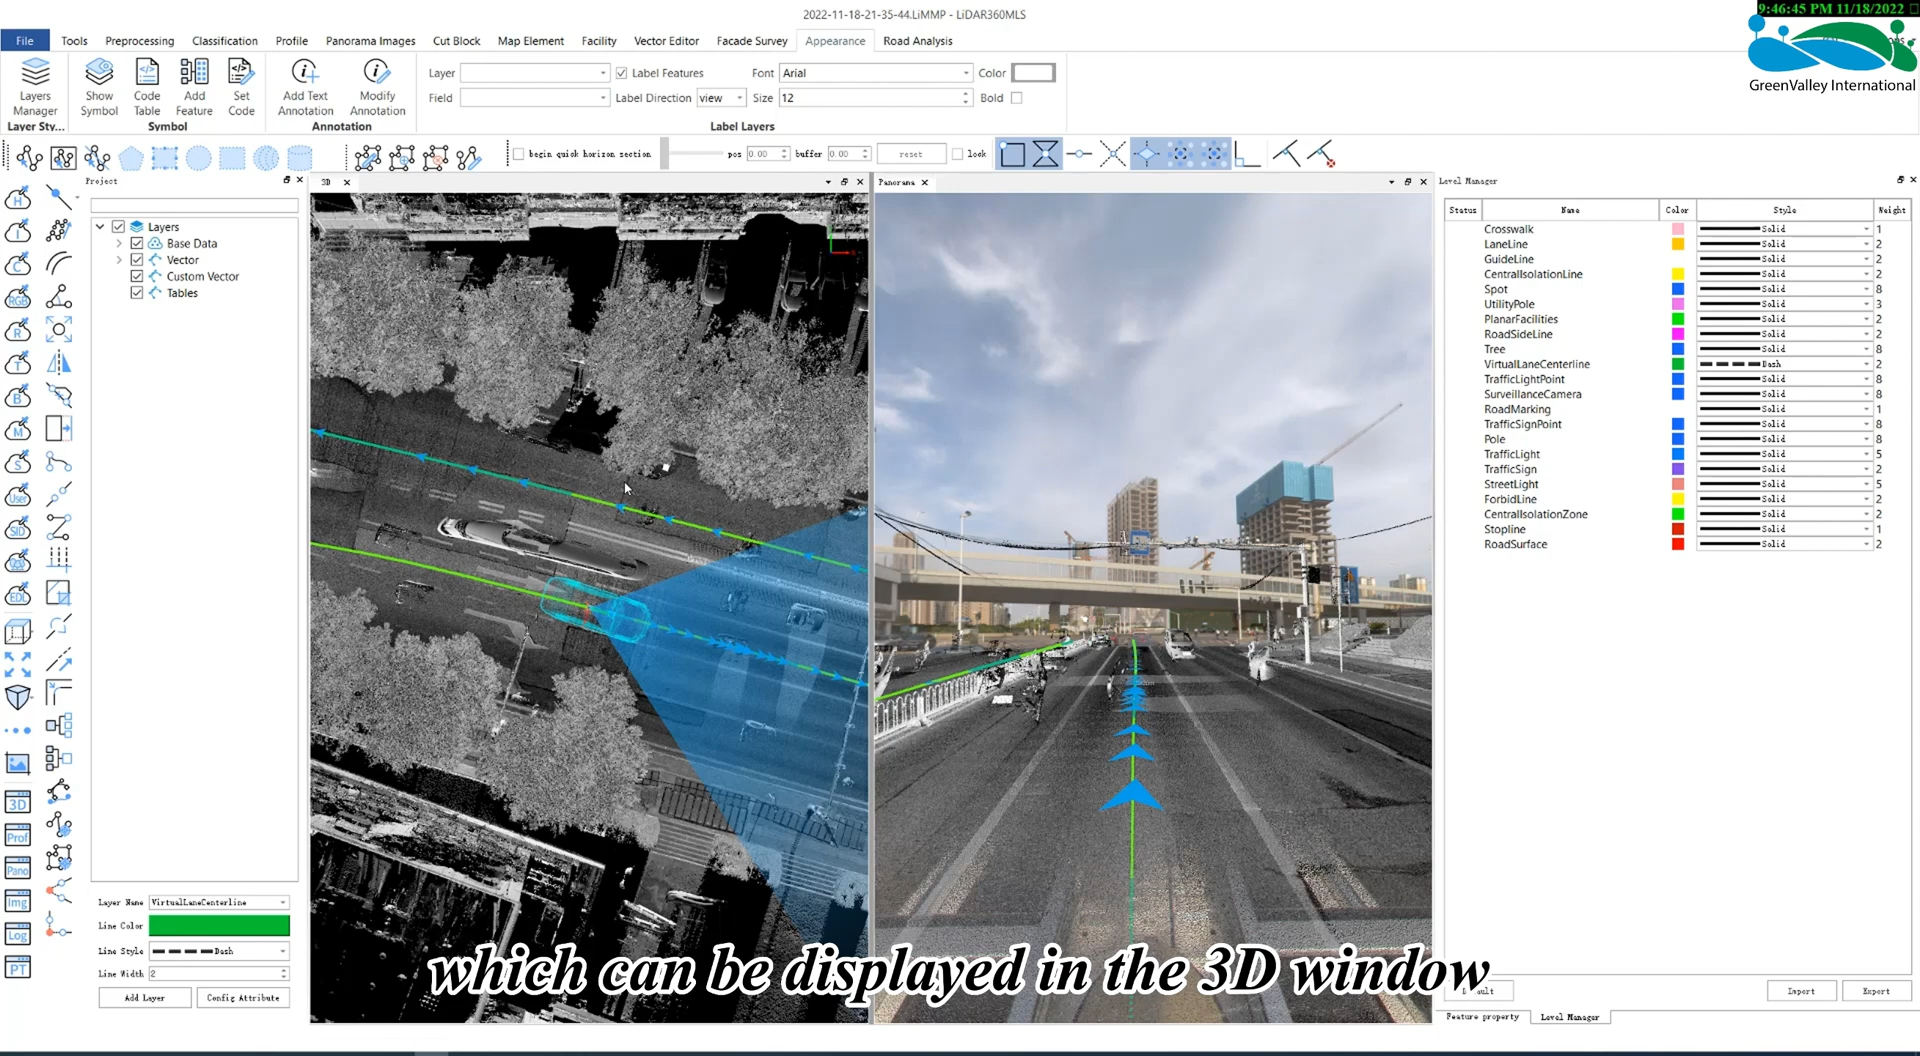 2022-11-18-21-35-44.LiMMP - LiDAR360MLS
9:46:45 PM 11/18/2022
GreenValley International
File Tools Preprocessing Classification Profile Panorama Images Cut Block Map Element Facility Vector Editor Facade Survey Appearance Road Analysis
Layers Manager
Layer Sty...
Show Symbol
Code Table
Add Feature
Set Code
Symbol
Add Text Annotation
Modify Annotation
Annotation
Layer
Label Features
Font Arial
Color
Field
Label Direction view
Size 12
Bold
Label Layers
begin quick horizon section
pos 0.00
buffer 0.00
reset
lock
Project
Layers
Base Data
Vector
Custom Vector
Tables
H
I
C
RGB
R
T
B
M
S
User
SID
EDL
3D
Prof
Pano
Img
Log
PT
Layer Name VirtualLaneCenterline
Line Color
Line Style Dash
Line Width 2
Add Layer
Config Attribute
3D
Panorama
Level Manager
Status Name Color Style Weight
Crosswalk Solid 1
LaneLine Solid 2
GuideLine Solid 2
CentralIsolationLine Solid 2
Spot Solid 8
UtilityPole Solid 3
PlanarFacilities Solid 2
RoadSideLine Solid 2
Tree Solid 8
VirtualLaneCenterline Dash 2
TrafficLightPoint Solid 8
SurveillanceCamera Solid 8
RoadMarking Solid 1
TrafficSignPoint Solid 8
Pole Solid 8
TrafficLight Solid 5
TrafficSign Solid 2
StreetLight Solid 5
ForbidLine Solid 2
CentralIsolationZone Solid 2
Stopline Solid 1
RoadSurface Solid 2
which can be displayed in the 3D window
Import
Export
Feature property
Level Manager